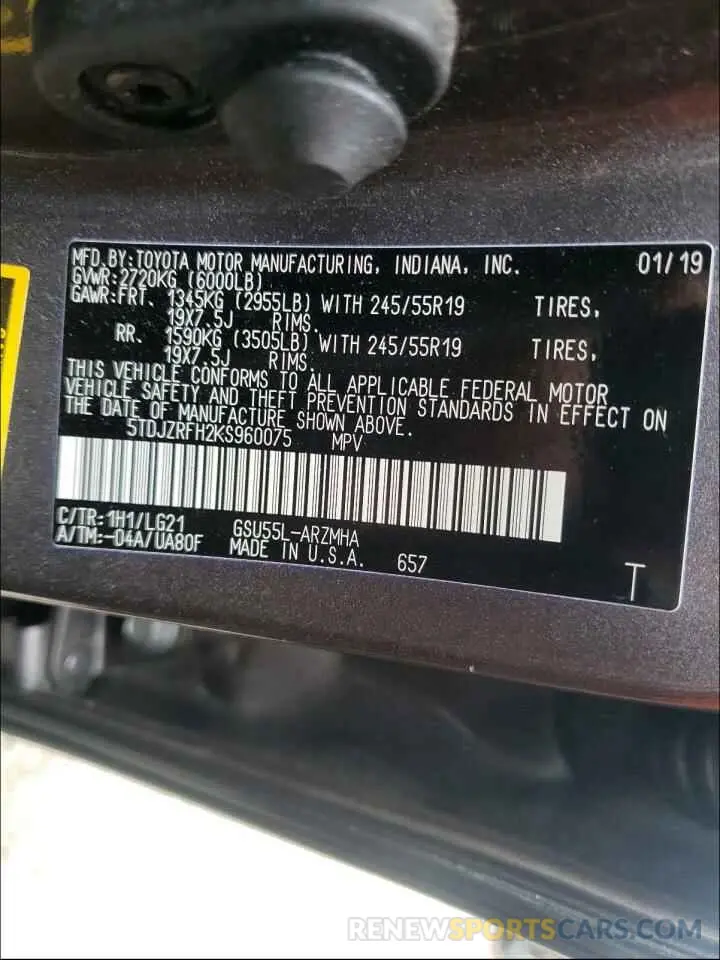 MFD.BY:TOYOTA MOTOR MANUFACTURING, INDIANA, INC. 01/19
GVWR:2720KG (6000LB)
GAWR:FRT. 1345KG (2955LB) WITH 245/55R19 TIRES,
19X7.5J RIMS.
RR. 1590KG (3505LB) WITH 245/55R19 TIRES,
19X7.5J RIMS.
THIS VEHICLE CONFORMS TO ALL APPLICABLE FEDERAL MOTOR
VEHICLE SAFETY AND THEFT PREVENTION STANDARDS IN EFFECT ON
THE DATE OF MANUFACTURE SHOWN ABOVE.
5TDJZRFH2KS960075 MPV
C/TR:1H1/LG21 GSU55L-ARZMHA
A/TM:-04A/UA80F MADE IN U.S.A. 657
T
RENEWSPORTSCARS.COM